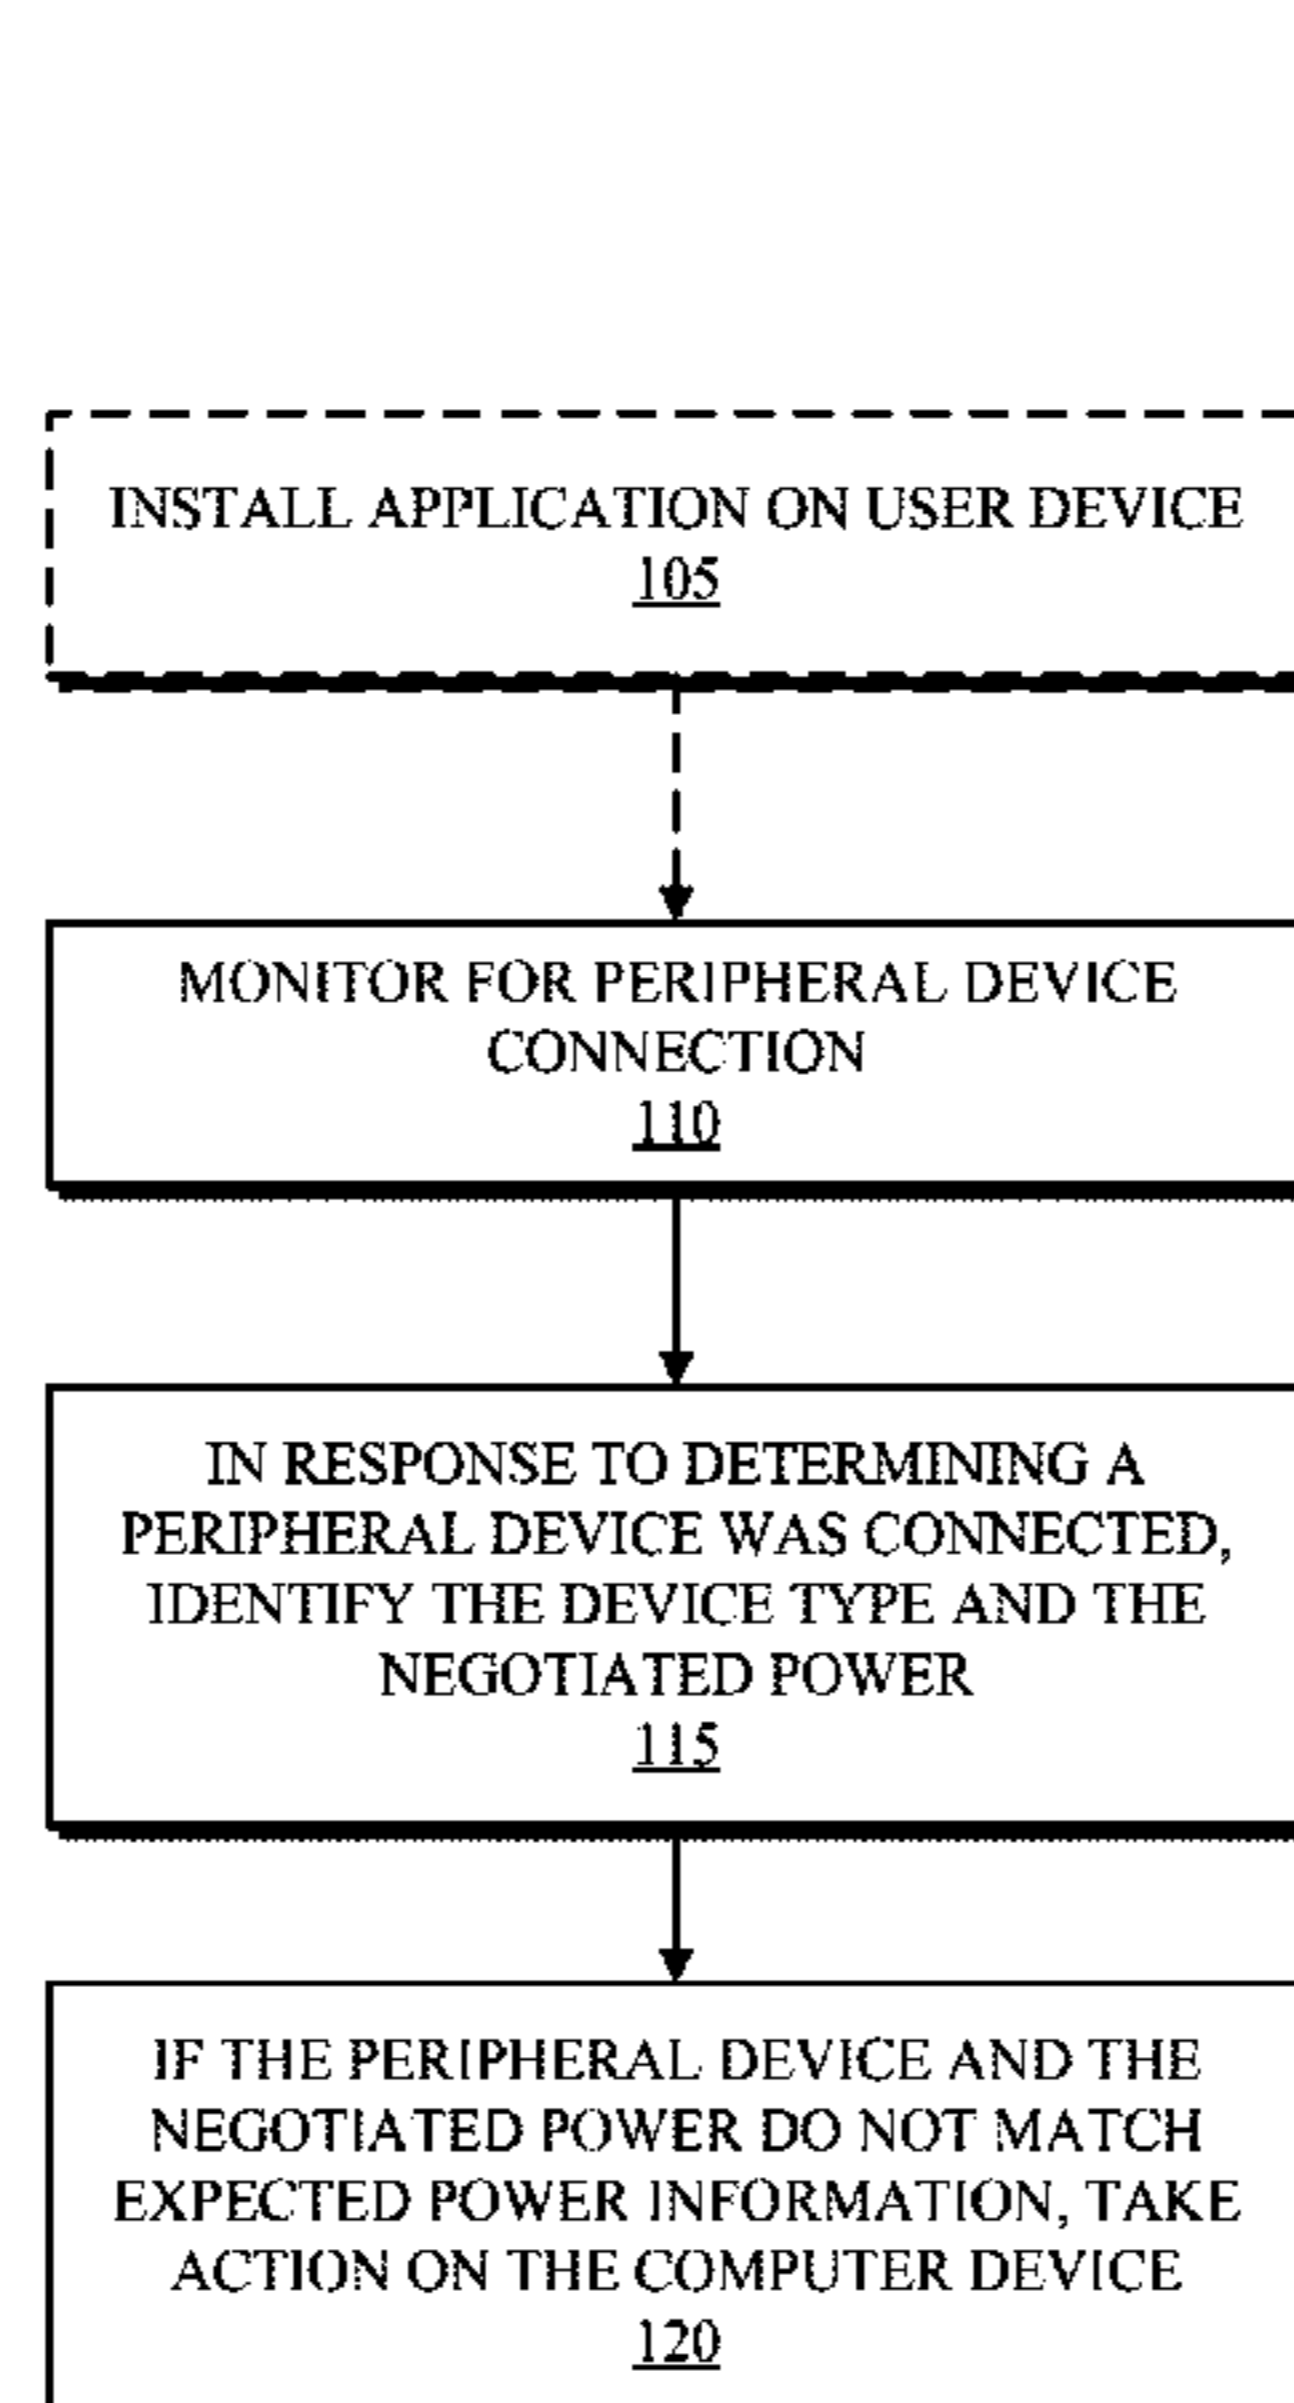 INSTALL APPLICATION ON USER DEVICE
105
MONITOR FOR PERIPHERAL DEVICE
CONNECTION
110
IN RESPONSE TO DETERMINING A
PERIPHERAL DEVICE WAS CONNECTED,
IDENTIFY THE DEVICE TYPE AND THE
NEGOTIATED POWER
115
IF THE PERIPHERAL DEVICE AND THE
NEGOTIATED POWER DO NOT MATCH
EXPECTED POWER INFORMATION, TAKE
ACTION ON THE COMPUTER DEVICE
120